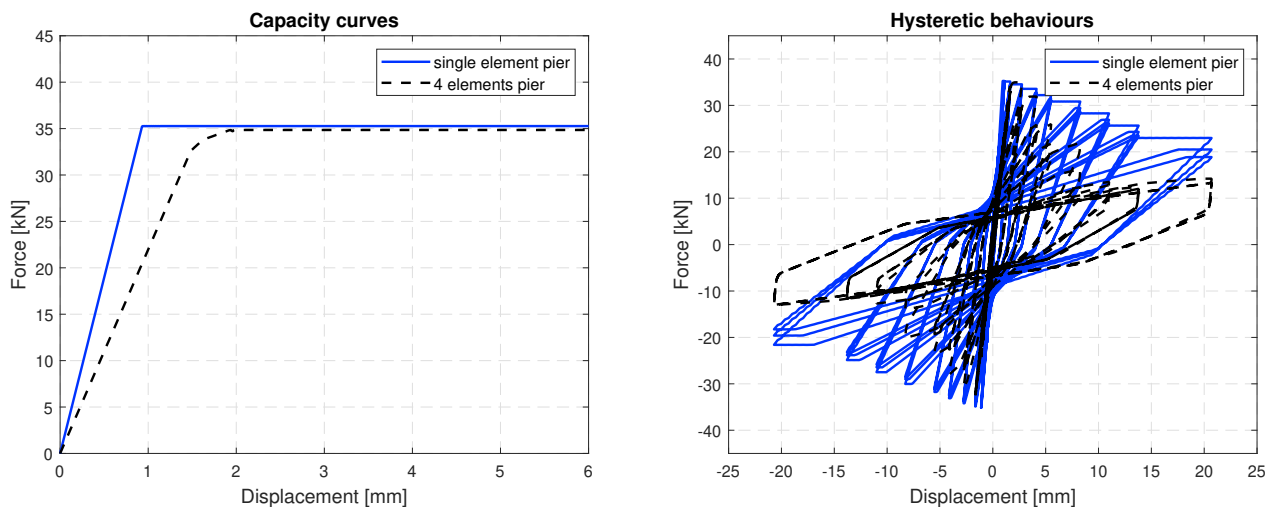 Capacity curves
45
40
35
30
25
20
15
10
5
0
Force [kN]
single element pier
4 elements pier
0 1 2 3 4 5 6
Displacement [mm]
Hysteretic behaviours
40
30
20
10
0
-10
-20
-30
-40
Force [kN]
single element pier
4 elements pier
-25 -20 -15 -10 -5 0 5 10 15 20 25
Displacement [mm]